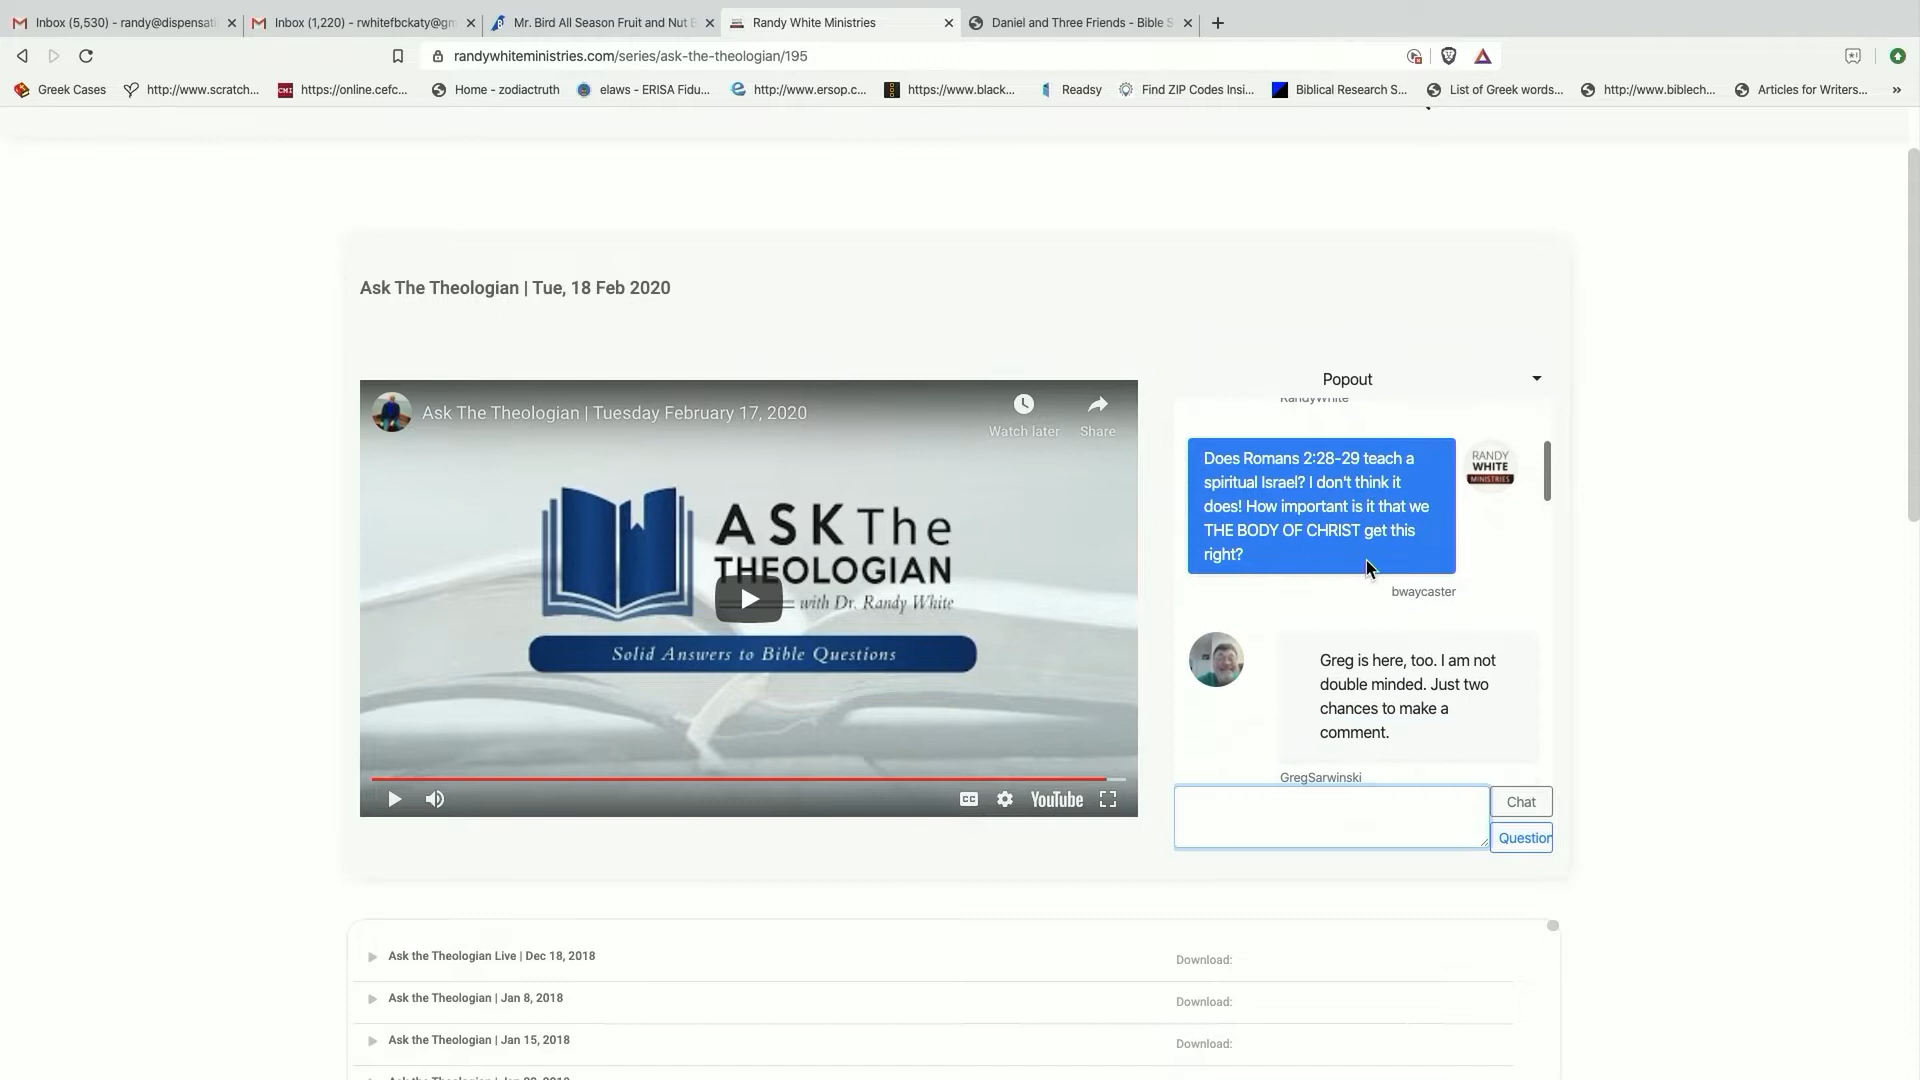 Inbox (5,530) - randy@dispensati
Inbox (1,220) - rwhitefbckaty@gm
Mr. Bird All Season Fruit and Nut B
Randy White Ministries
Daniel and Three Friends - Bible S
randywhiteministries.com/series/ask-the-theologian/195
Greek Cases
http://www.scratch...
CMI
https://online.cefc...
Home - zodiactruth
elaws - ERISA Fidu...
http://www.ersop.c...
https://www.black...
Readsy
Find ZIP Codes Insi...
Biblical Research S...
List of Greek words...
http://www.biblech...
Articles for Writers...
»
Ask The Theologian | Tue, 18 Feb 2020
Popout
RandyWhite
Ask The Theologian | Tuesday February 17, 2020
Watch later
Share
ASK The
THEOLOGIAN
with Dr. Randy White
Solid Answers to Bible Questions
CC
YouTube
Does Romans 2:28-29 teach a
spiritual Israel? I don't think it
does! How important is it that we
THE BODY OF CHRIST get this
right?
RANDY
WHITE
MINISTRIES
bwaycaster
Greg is here, too. I am not
double minded. Just two
chances to make a
comment.
GregSarwinski
Chat
Question
Ask the Theologian Live | Dec 18, 2018
Download:
Ask the Theologian | Jan 8, 2018
Download:
Ask the Theologian | Jan 15, 2018
Download: